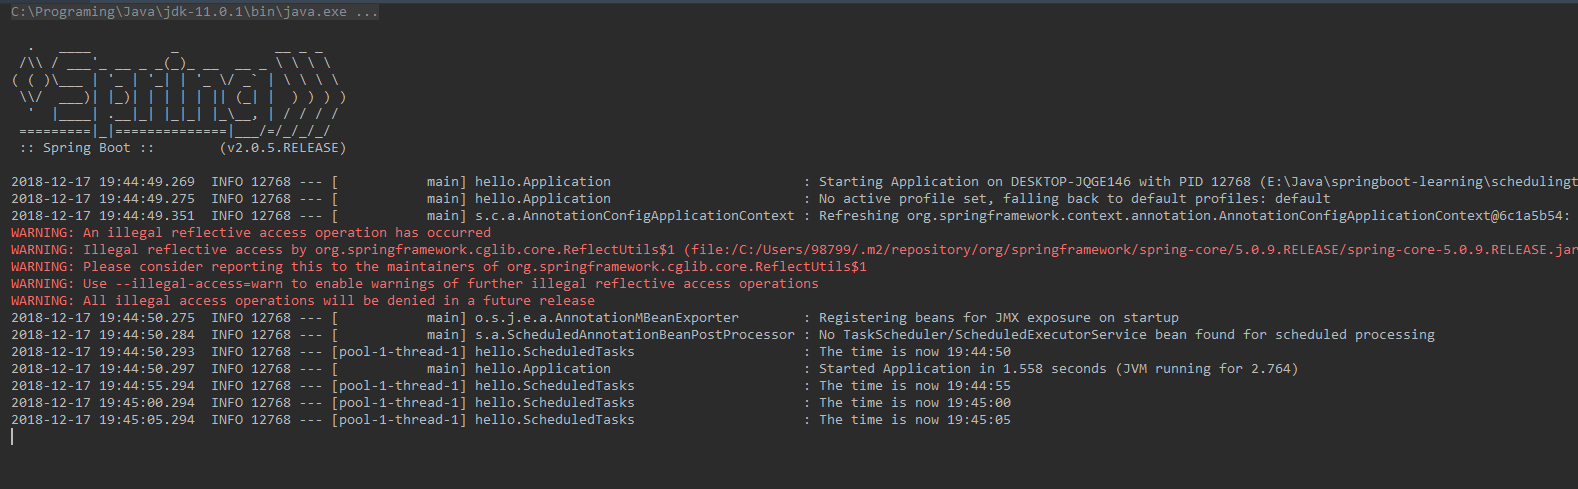 C:\Programing\Java\jdk-11.0.1\bin\java.exe ...
  .   ____          _            __ _ _
 /\\ / ___'_ __ _ _(_)_ __  __ _ \ \ \ \
( ( )\___ | '_ | '_| | '_ \/ _` | \ \ \ \
 \\/  ___)| |_)| | | | | || (_| |  ) ) ) )
  '  |____| .__|_| |_|_| |_\__, | / / / /
 =========|_|==============|___/=/_/_/_/
 :: Spring Boot ::        (v2.0.5.RELEASE)
2018-12-17 19:44:49.269  INFO 12768 --- [           main] hello.Application                        : Starting Application on DESKTOP-JQGE146 with PID 12768 (E:\Java\springboot-learning\schedulingt
2018-12-17 19:44:49.275  INFO 12768 --- [           main] hello.Application                        : No active profile set, falling back to default profiles: default
2018-12-17 19:44:49.351  INFO 12768 --- [           main] s.c.a.AnnotationConfigApplicationContext : Refreshing org.springframework.context.annotation.AnnotationConfigApplicationContext@6c1a5b54:
WARNING: An illegal reflective access operation has occurred
WARNING: Illegal reflective access by org.springframework.cglib.core.ReflectUtils$1 (file:/C:/Users/98799/.m2/repository/org/springframework/spring-core/5.0.9.RELEASE/spring-core-5.0.9.RELEASE.jar
WARNING: Please consider reporting this to the maintainers of org.springframework.cglib.core.ReflectUtils$1
WARNING: Use --illegal-access=warn to enable warnings of further illegal reflective access operations
WARNING: All illegal access operations will be denied in a future release
2018-12-17 19:44:50.275  INFO 12768 --- [           main] o.s.j.e.a.AnnotationMBeanExporter        : Registering beans for JMX exposure on startup
2018-12-17 19:44:50.284  INFO 12768 --- [           main] s.a.ScheduledAnnotationBeanPostProcessor : No TaskScheduler/ScheduledExecutorService bean found for scheduled processing
2018-12-17 19:44:50.293  INFO 12768 --- [pool-1-thread-1] hello.ScheduledTasks                     : The time is now 19:44:50
2018-12-17 19:44:50.297  INFO 12768 --- [           main] hello.Application                        : Started Application in 1.558 seconds (JVM running for 2.764)
2018-12-17 19:44:55.294  INFO 12768 --- [pool-1-thread-1] hello.ScheduledTasks                     : The time is now 19:44:55
2018-12-17 19:45:00.294  INFO 12768 --- [pool-1-thread-1] hello.ScheduledTasks                     : The time is now 19:45:00
2018-12-17 19:45:05.294  INFO 12768 --- [pool-1-thread-1] hello.ScheduledTasks                     : The time is now 19:45:05